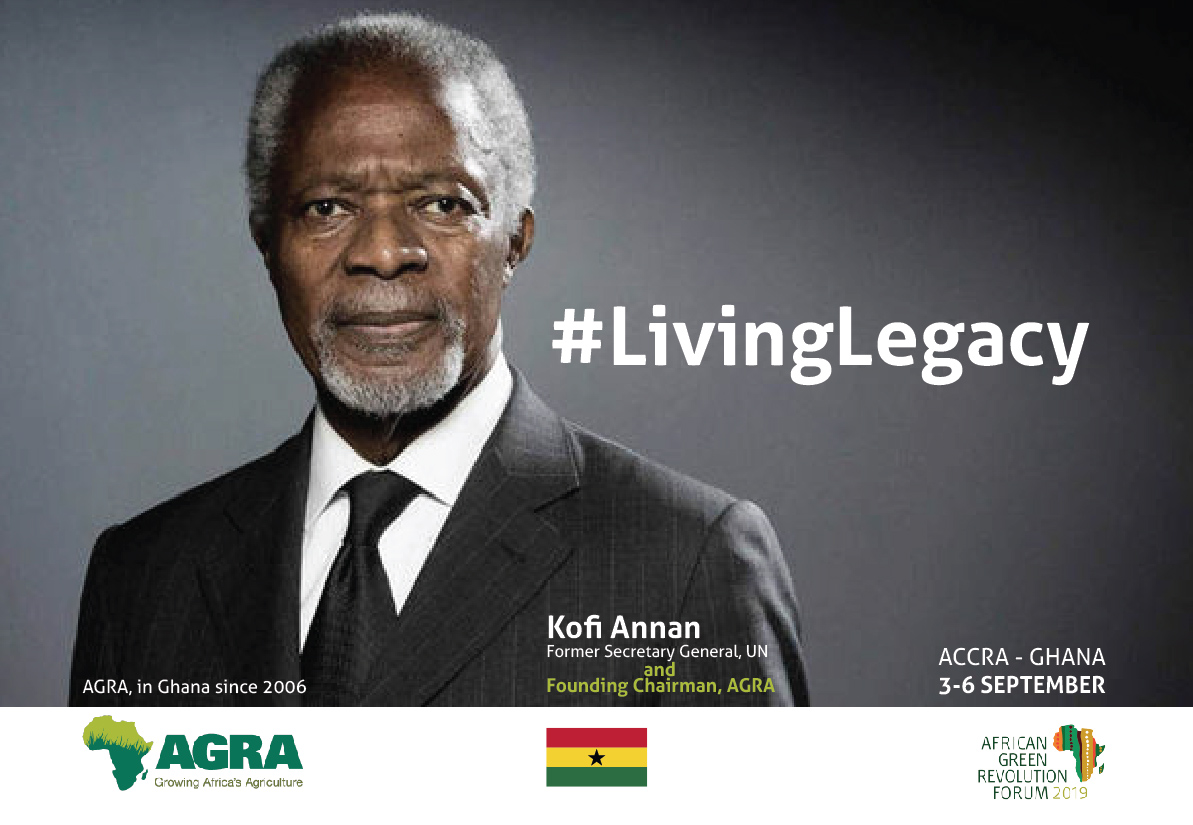 #LivingLegacy
Kofi Annan
Former Secretary General, UN
and
Founding Chairman, AGRA
AGRA, in Ghana since 2006
ACCRA - GHANA
3-6 SEPTEMBER
AGRA
Growing Africa's Agriculture
AFRICAN
GREEN
REVOLUTION
FORUM 2019